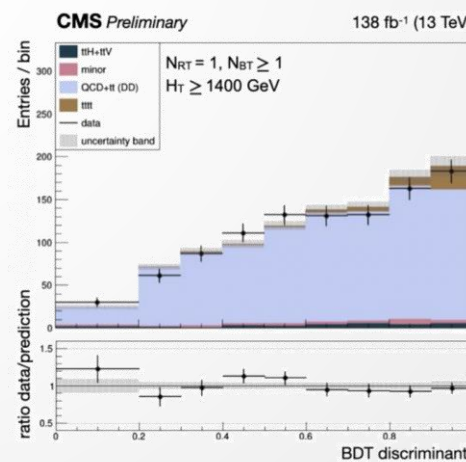 CMS Preliminary
138 fb⁻¹ (13 TeV
Entries / bin
ttH+ttV
minor
QCD+tt (DD)
tttt
data
uncertainty band
N_RT = 1, N_BT ≥ 1
H_T ≥ 1400 GeV
300
250
200
150
100
50
0
ratio data/prediction
1.5
1
0.5
0 0.2 0.4 0.6 0.8
BDT discriminant